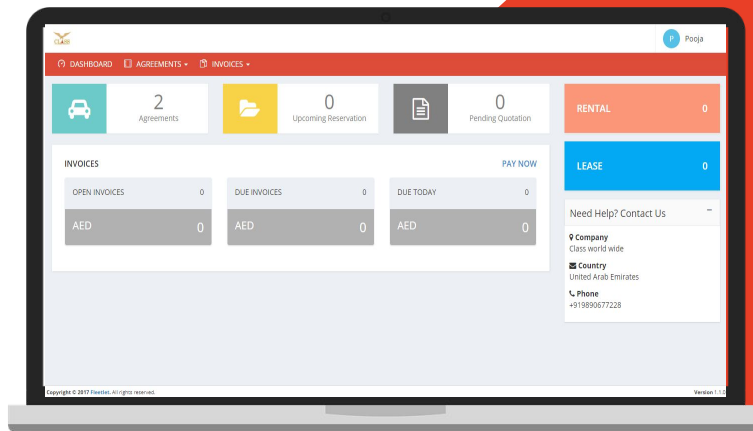 CLASS
P Pooja
DASHBOARD AGREEMENTS INVOICES
2
Agreements
0
Upcoming Reservation
0
Pending Quotation
RENTAL 0
LEASE 0
INVOICES PAY NOW
OPEN INVOICES 0
AED 0
DUE INVOICES 0
AED 0
DUE TODAY 0
AED 0
Need Help? Contact Us
Company
Class world wide
Country
United Arab Emirates
Phone
+919890677228
Copyright © 2017 Fleetlet. All rights reserved.
Version 1.1.0